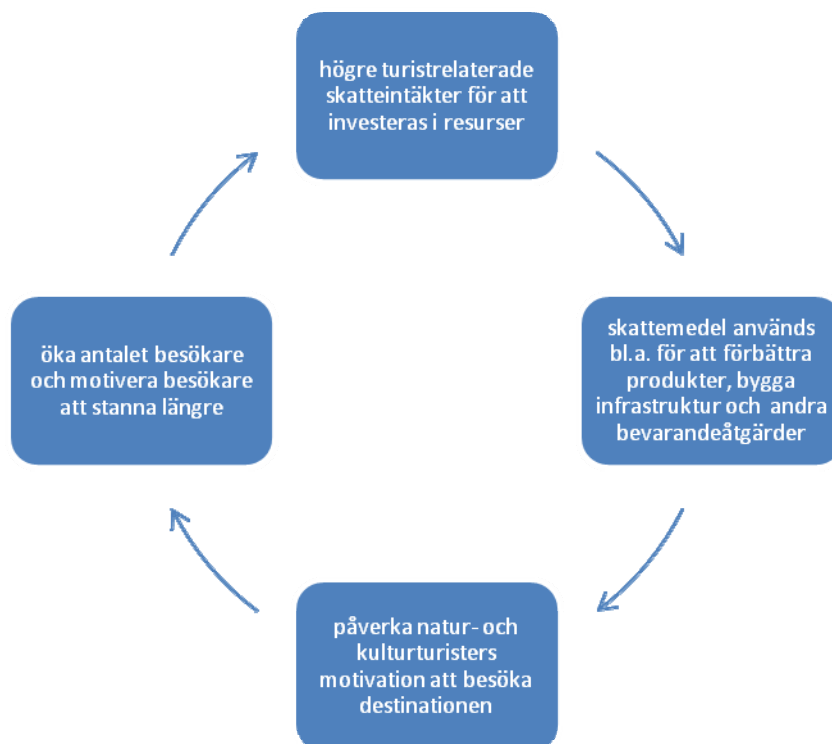 högre turistrelaterade
skatteintäkter för att
investeras i resurser
skattemedel används
bl.a. för att förbättra
produkter, bygga
infrastruktur och andra
bevarandeåtgärder
påverka natur- och
kulturturisters
motivation att besöka
destinationen
öka antalet besökare
och motivera besökare
att stanna längre